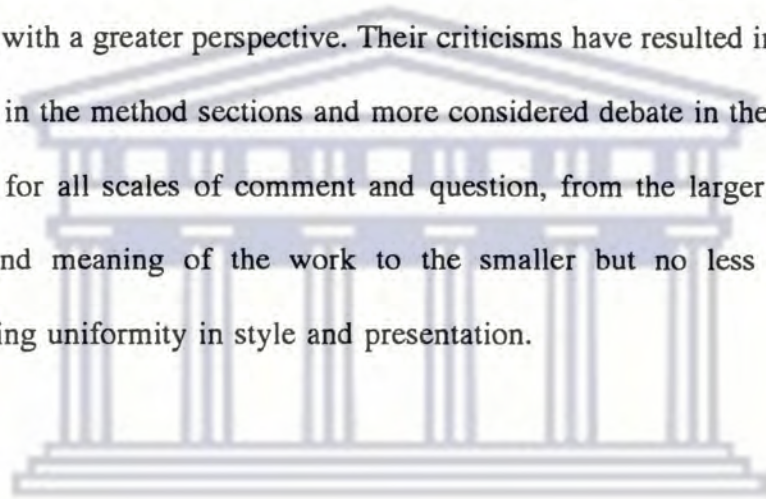 with a greater perspective. Their criticisms have resulted in
in the method sections and more considered debate in the
for all scales of comment and question, from the larger
nd meaning of the work to the smaller but no less
ing uniformity in style and presentation.